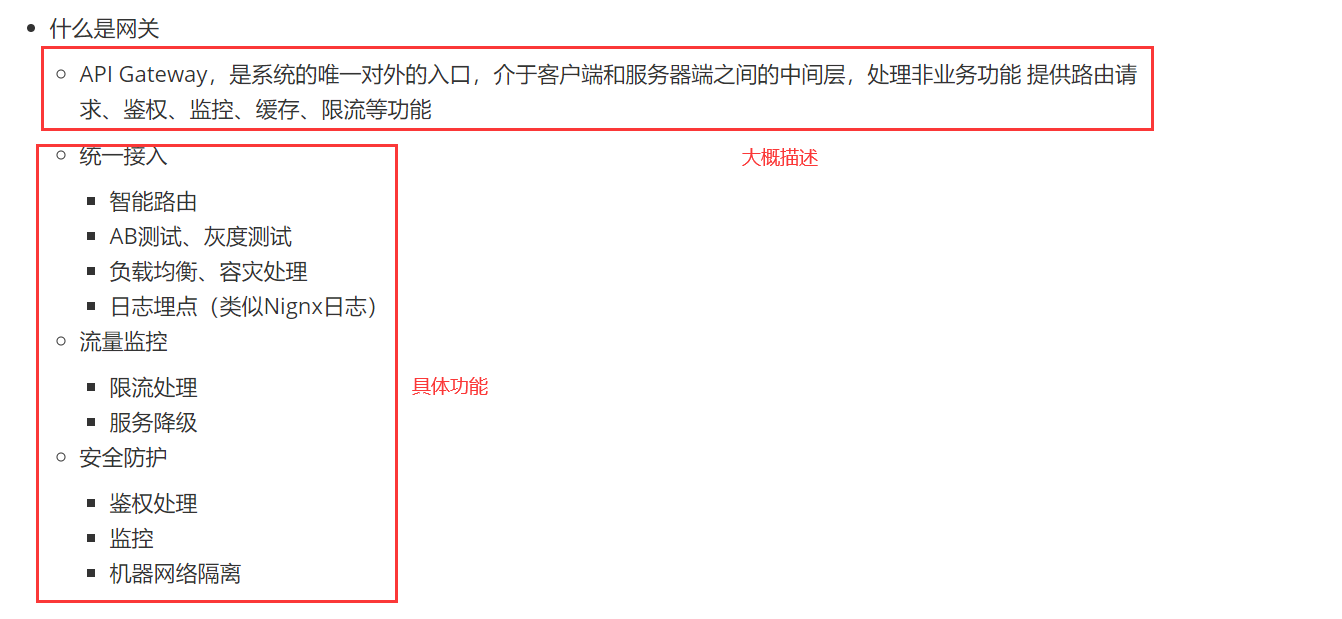 什么是网关
API Gateway，是系统的唯一对外的入口，介于客户端和服务器端之间的中间层，处理非业务功能 提供路由请
求、鉴权、监控、缓存、限流等功能
统一接入
大概描述
智能路由
AB测试、灰度测试
负载均衡、容灾处理
日志埋点（类似Nignx日志）
流量监控
限流处理
具体功能
服务降级
安全防护
鉴权处理
监控
机器网络隔离